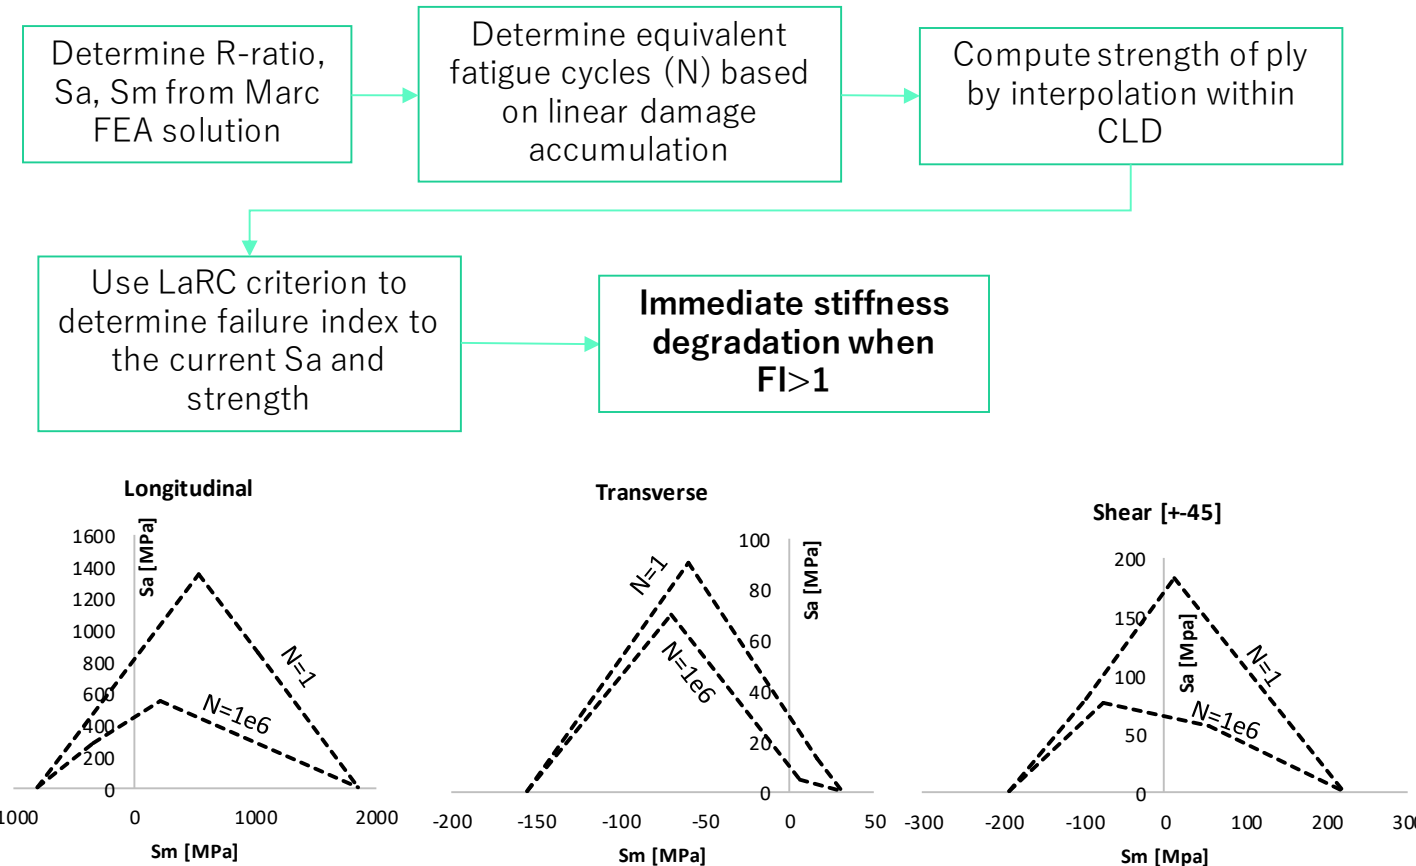 Determine R-ratio,
Sa, Sm from Marc
FEA solution
Determine equivalent
fatigue cycles (N) based
on linear damage
accumulation
Compute strength of ply
by interpolation within
CLD
Use LaRC criterion to
determine failure index to
the current Sa and
strength
Immediate stiffness
degradation when
FI>1
Longitudinal
Sa [MPa]
1600
1400
1200
1000
800
600
400
200
0
N=1
N=1e6
1000
0
1000
2000
Sm [MPa]
Transverse
Sa [MPa]
100
80
60
40
20
0
N=1
N=1e6
-200
-150
-100
-50
0
50
Sm [MPa]
Shear [+-45]
Sa [Mpa]
200
150
100
50
0
N=1
N=1e6
-300
-200
-100
0
100
200
30
Sm [Mpa]